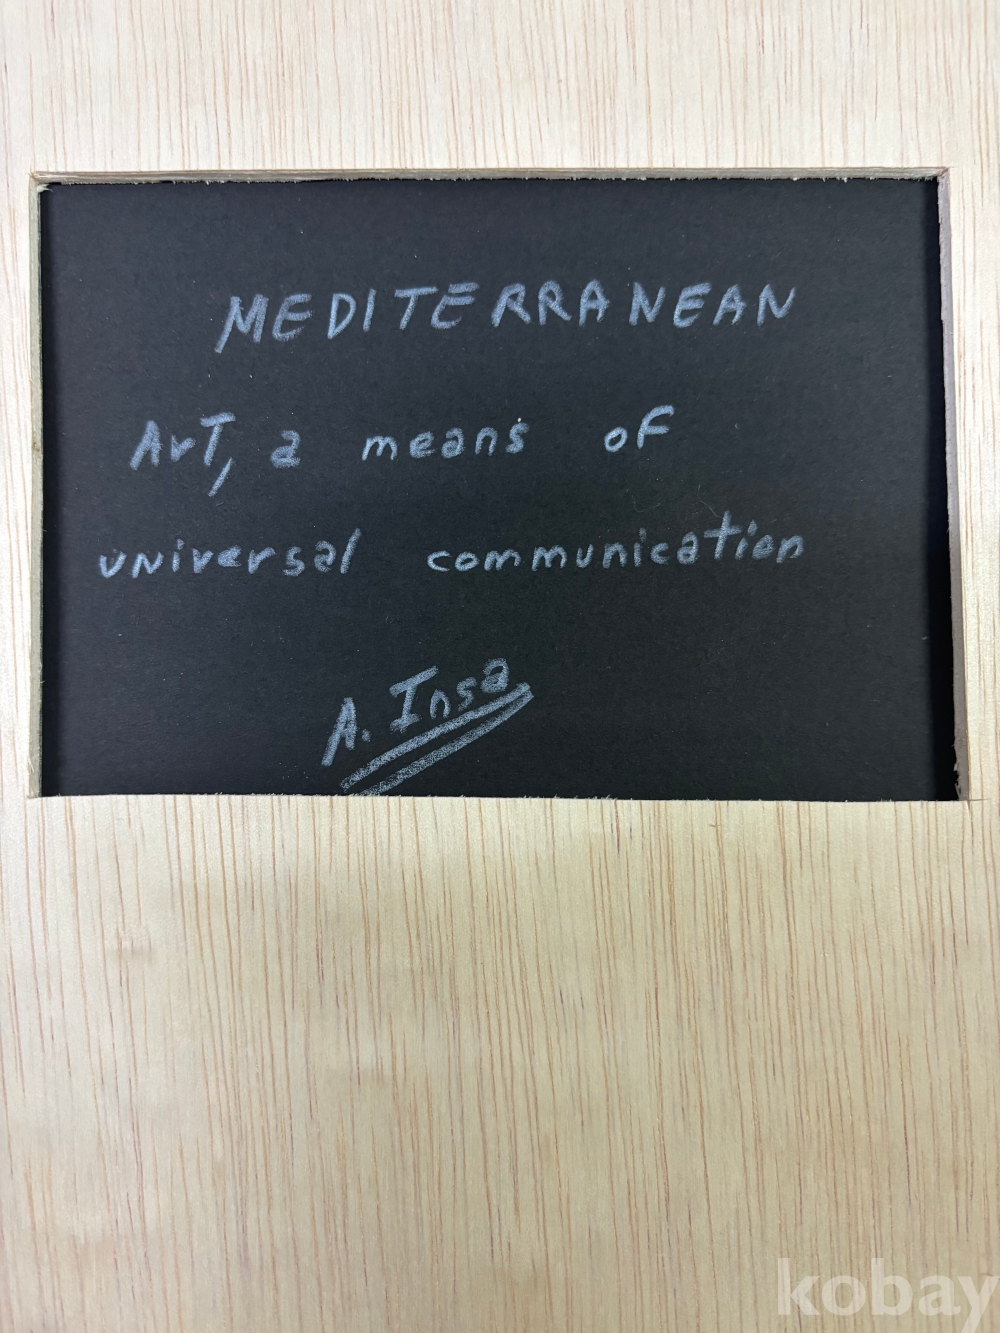 MEDITERRANEAN
ArT, a means of
universal communication
A. Insa
kobay